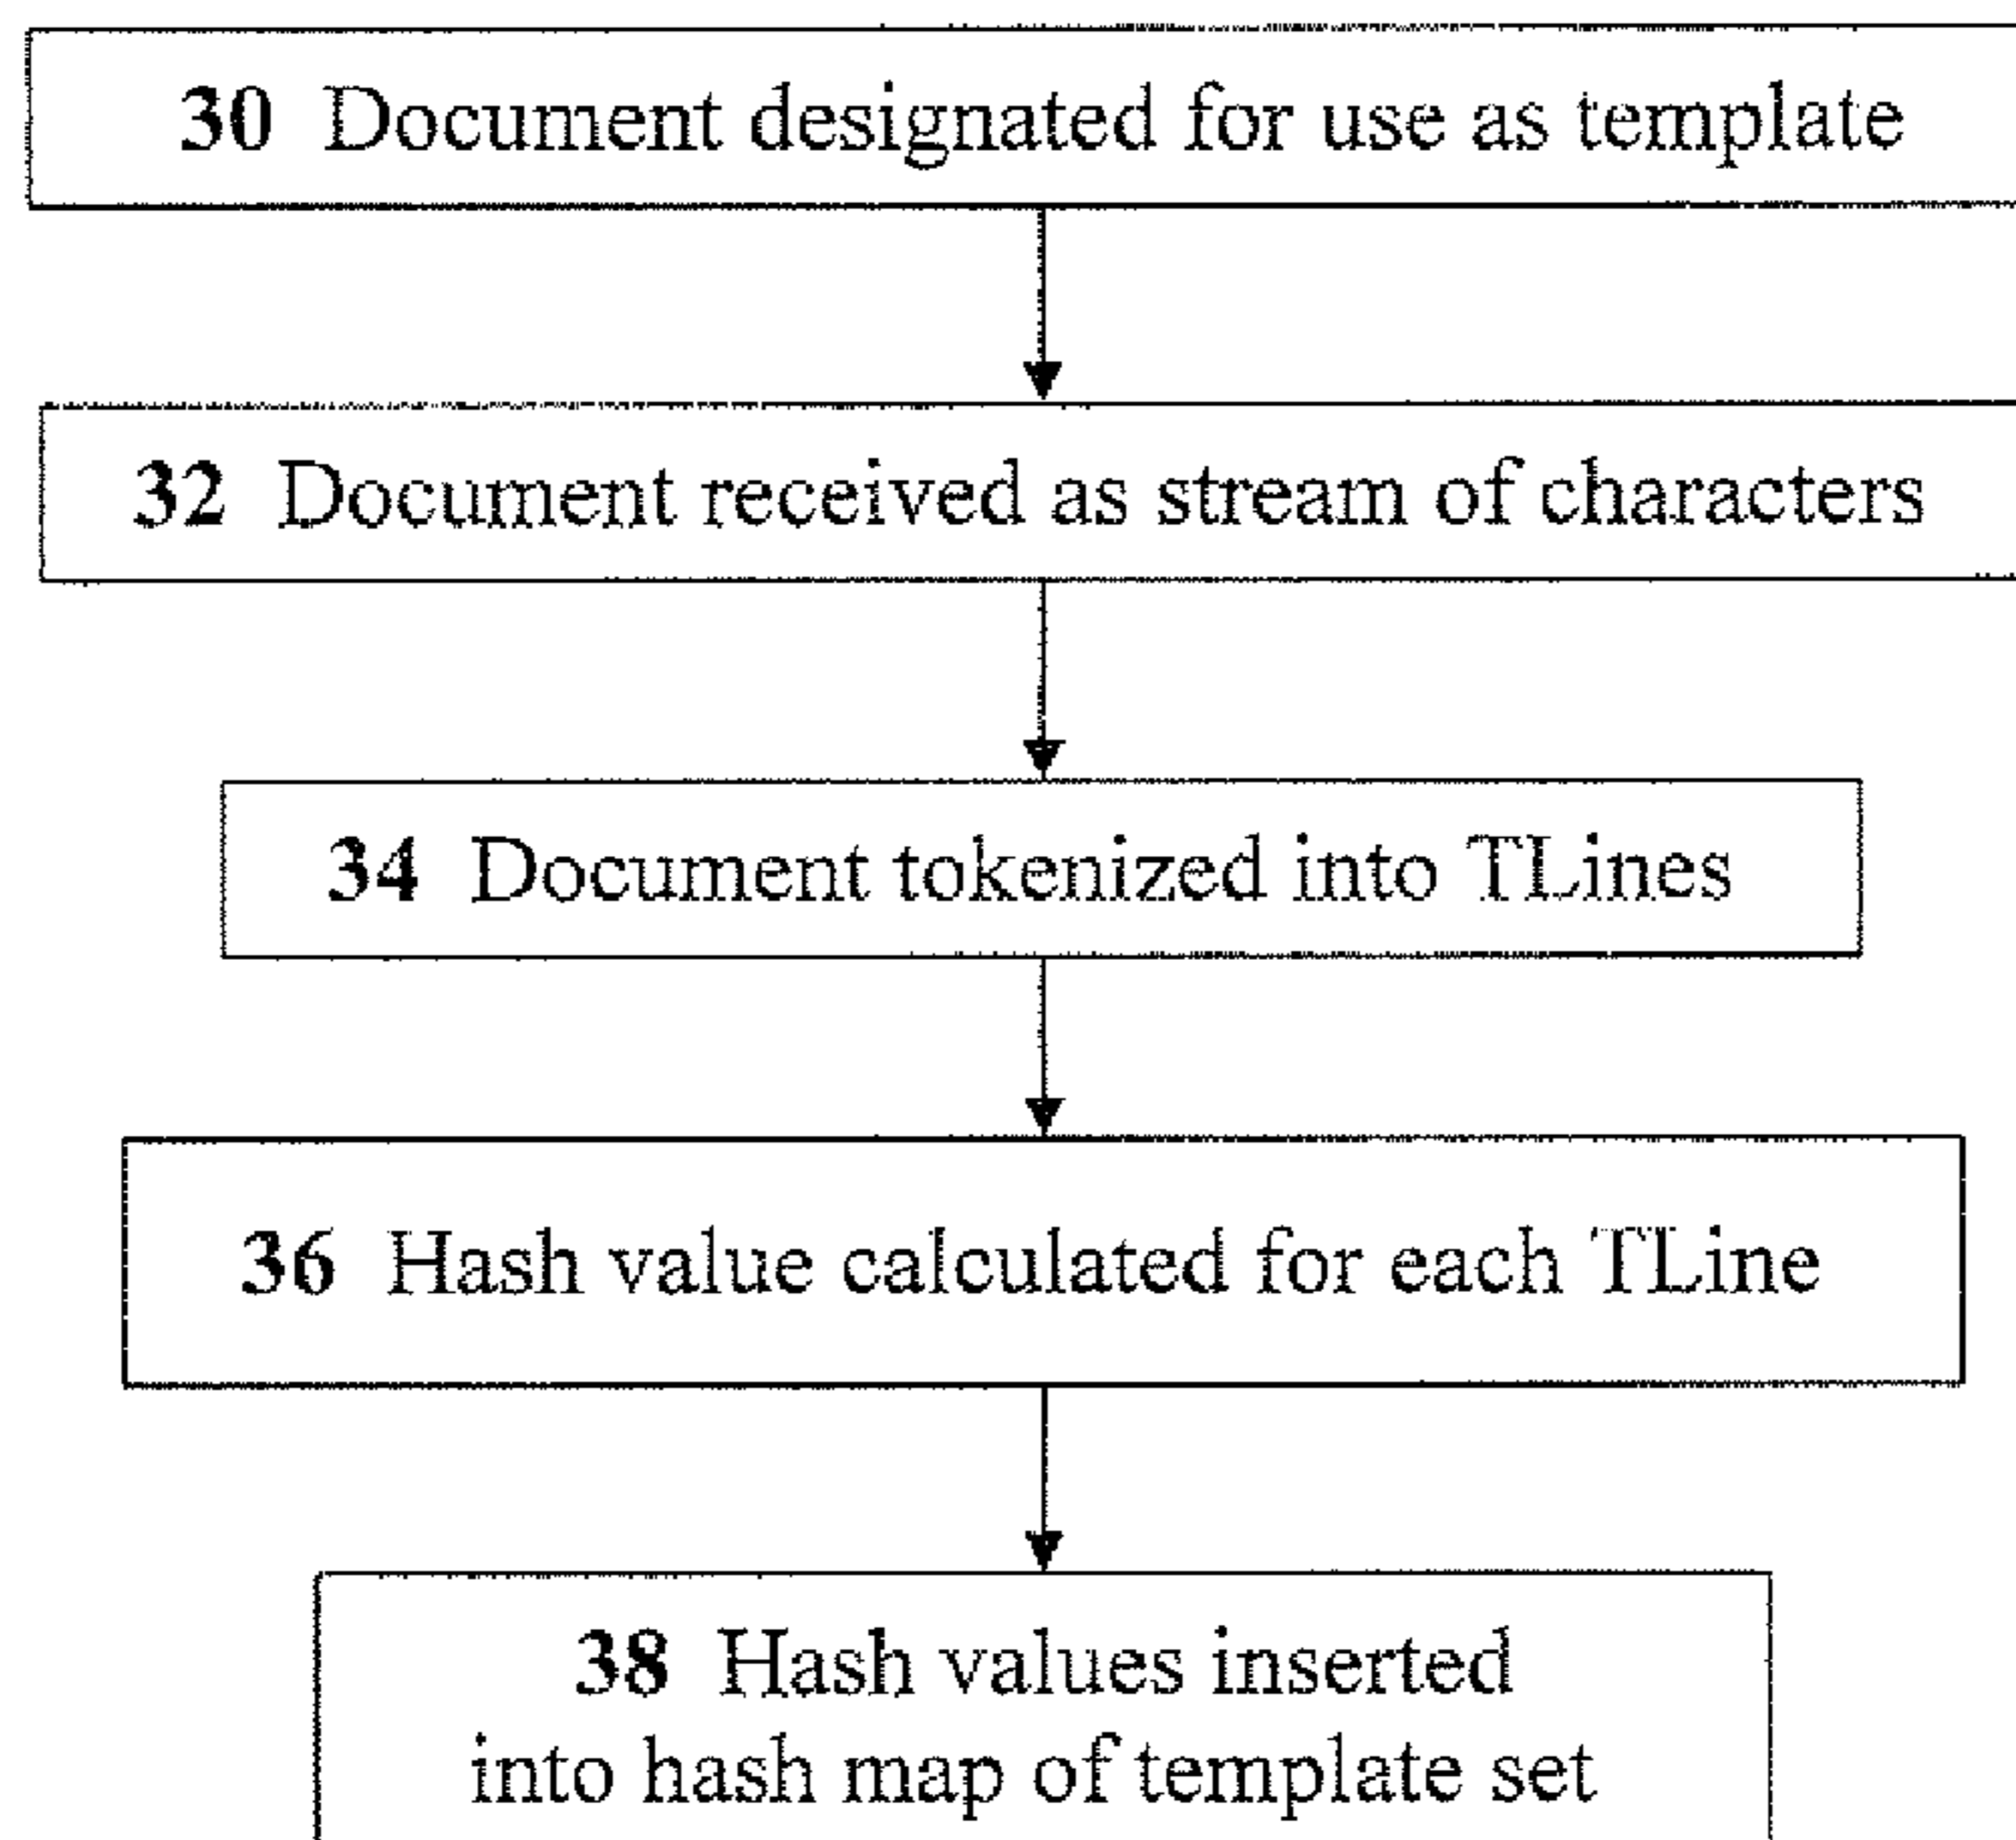 30 Document designated for use as template
32 Document received as stream of characters
34 Document tokenized into TLines
36 Hash value calculated for each TLine
38 Hash values inserted
into hash map of template set